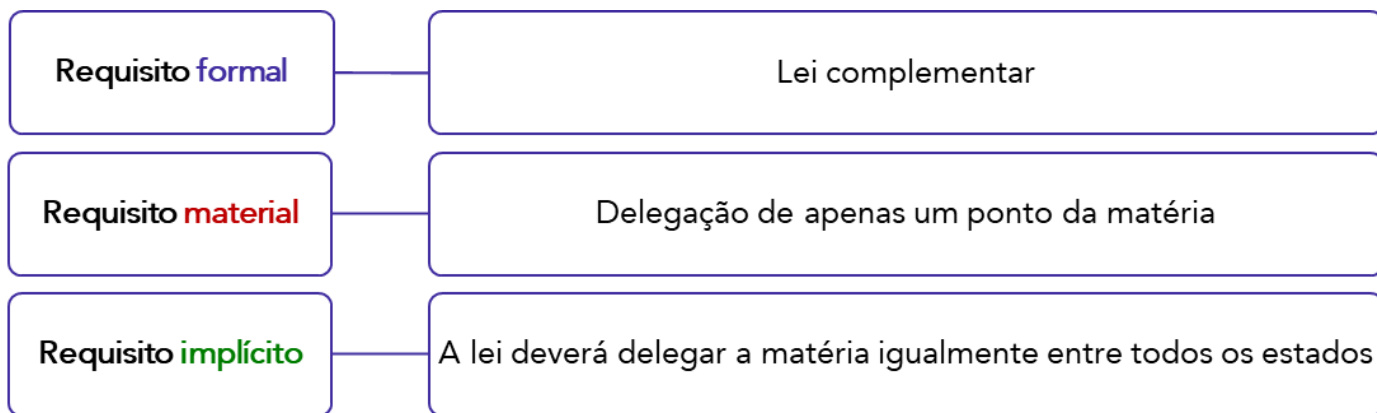 Requisito formal
Lei complementar
Requisito material
Delegação de apenas um ponto da matéria
Requisito implícito
A lei deverá delegar a matéria igualmente entre todos os estados